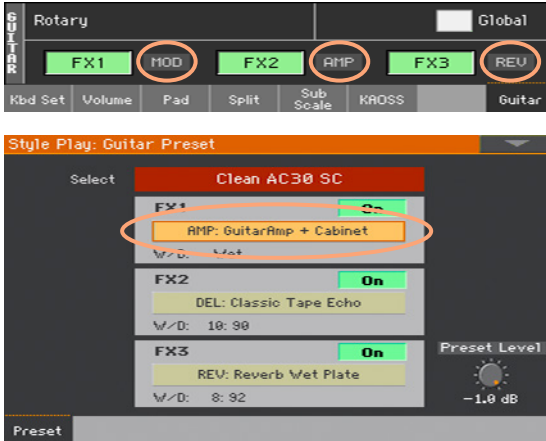 GUITAR
Rotary
Global
FX1 MOD FX2 AMP FX3 REV
Kbd Set Volume Pad Split Sub Scale KAOSS Guitar
Style Play: Guitar Preset
Select Clean AC30 SC
FX1 On
AMP: GuitarAmp + Cabinet
W/D: Wet
FX2 On
DEL: Classic Tape Echo
W/D: 10:90
FX3 On
REV: Reverb Wet Plate
W/D: 8:92
Preset Level
-1.0 dB
Preset